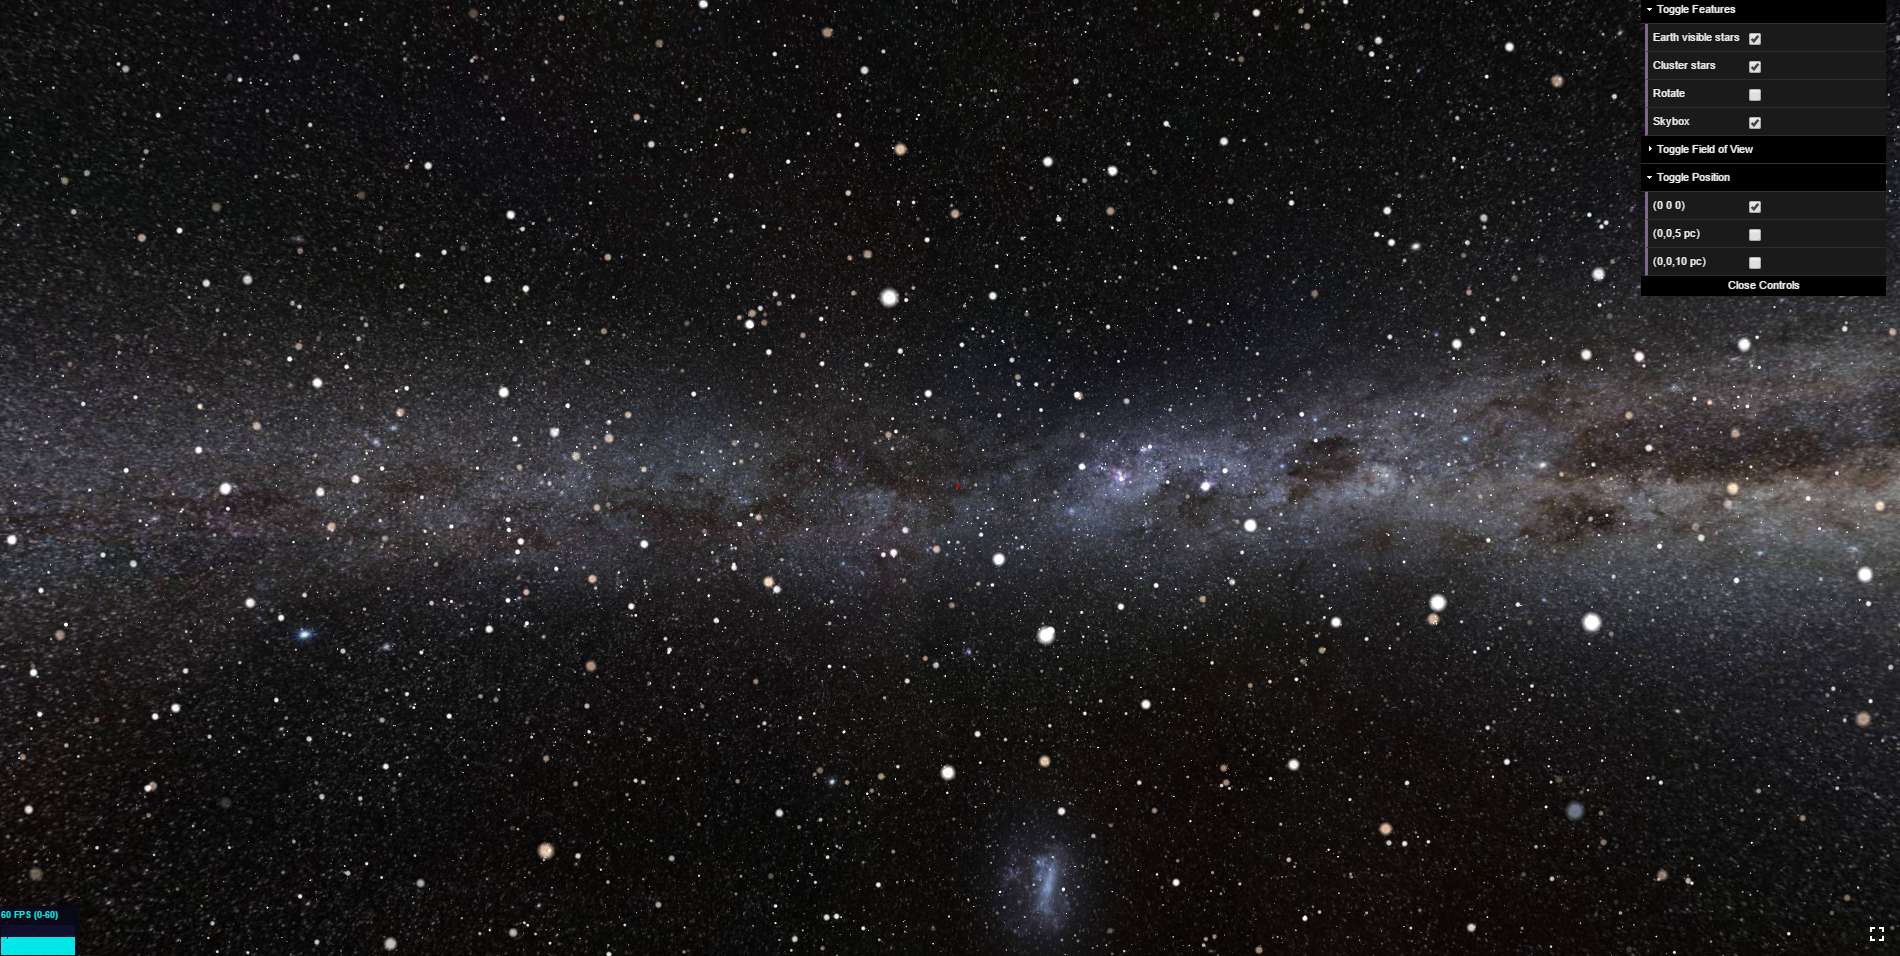 Toggle Features
Earth visible stars
Cluster stars
Rotate
Skybox
Toggle Field of View
Toggle Position
(0 0 0)
(0,0,5 pc)
(0,0,10 pc)
Close Controls
60 FPS (0-60)